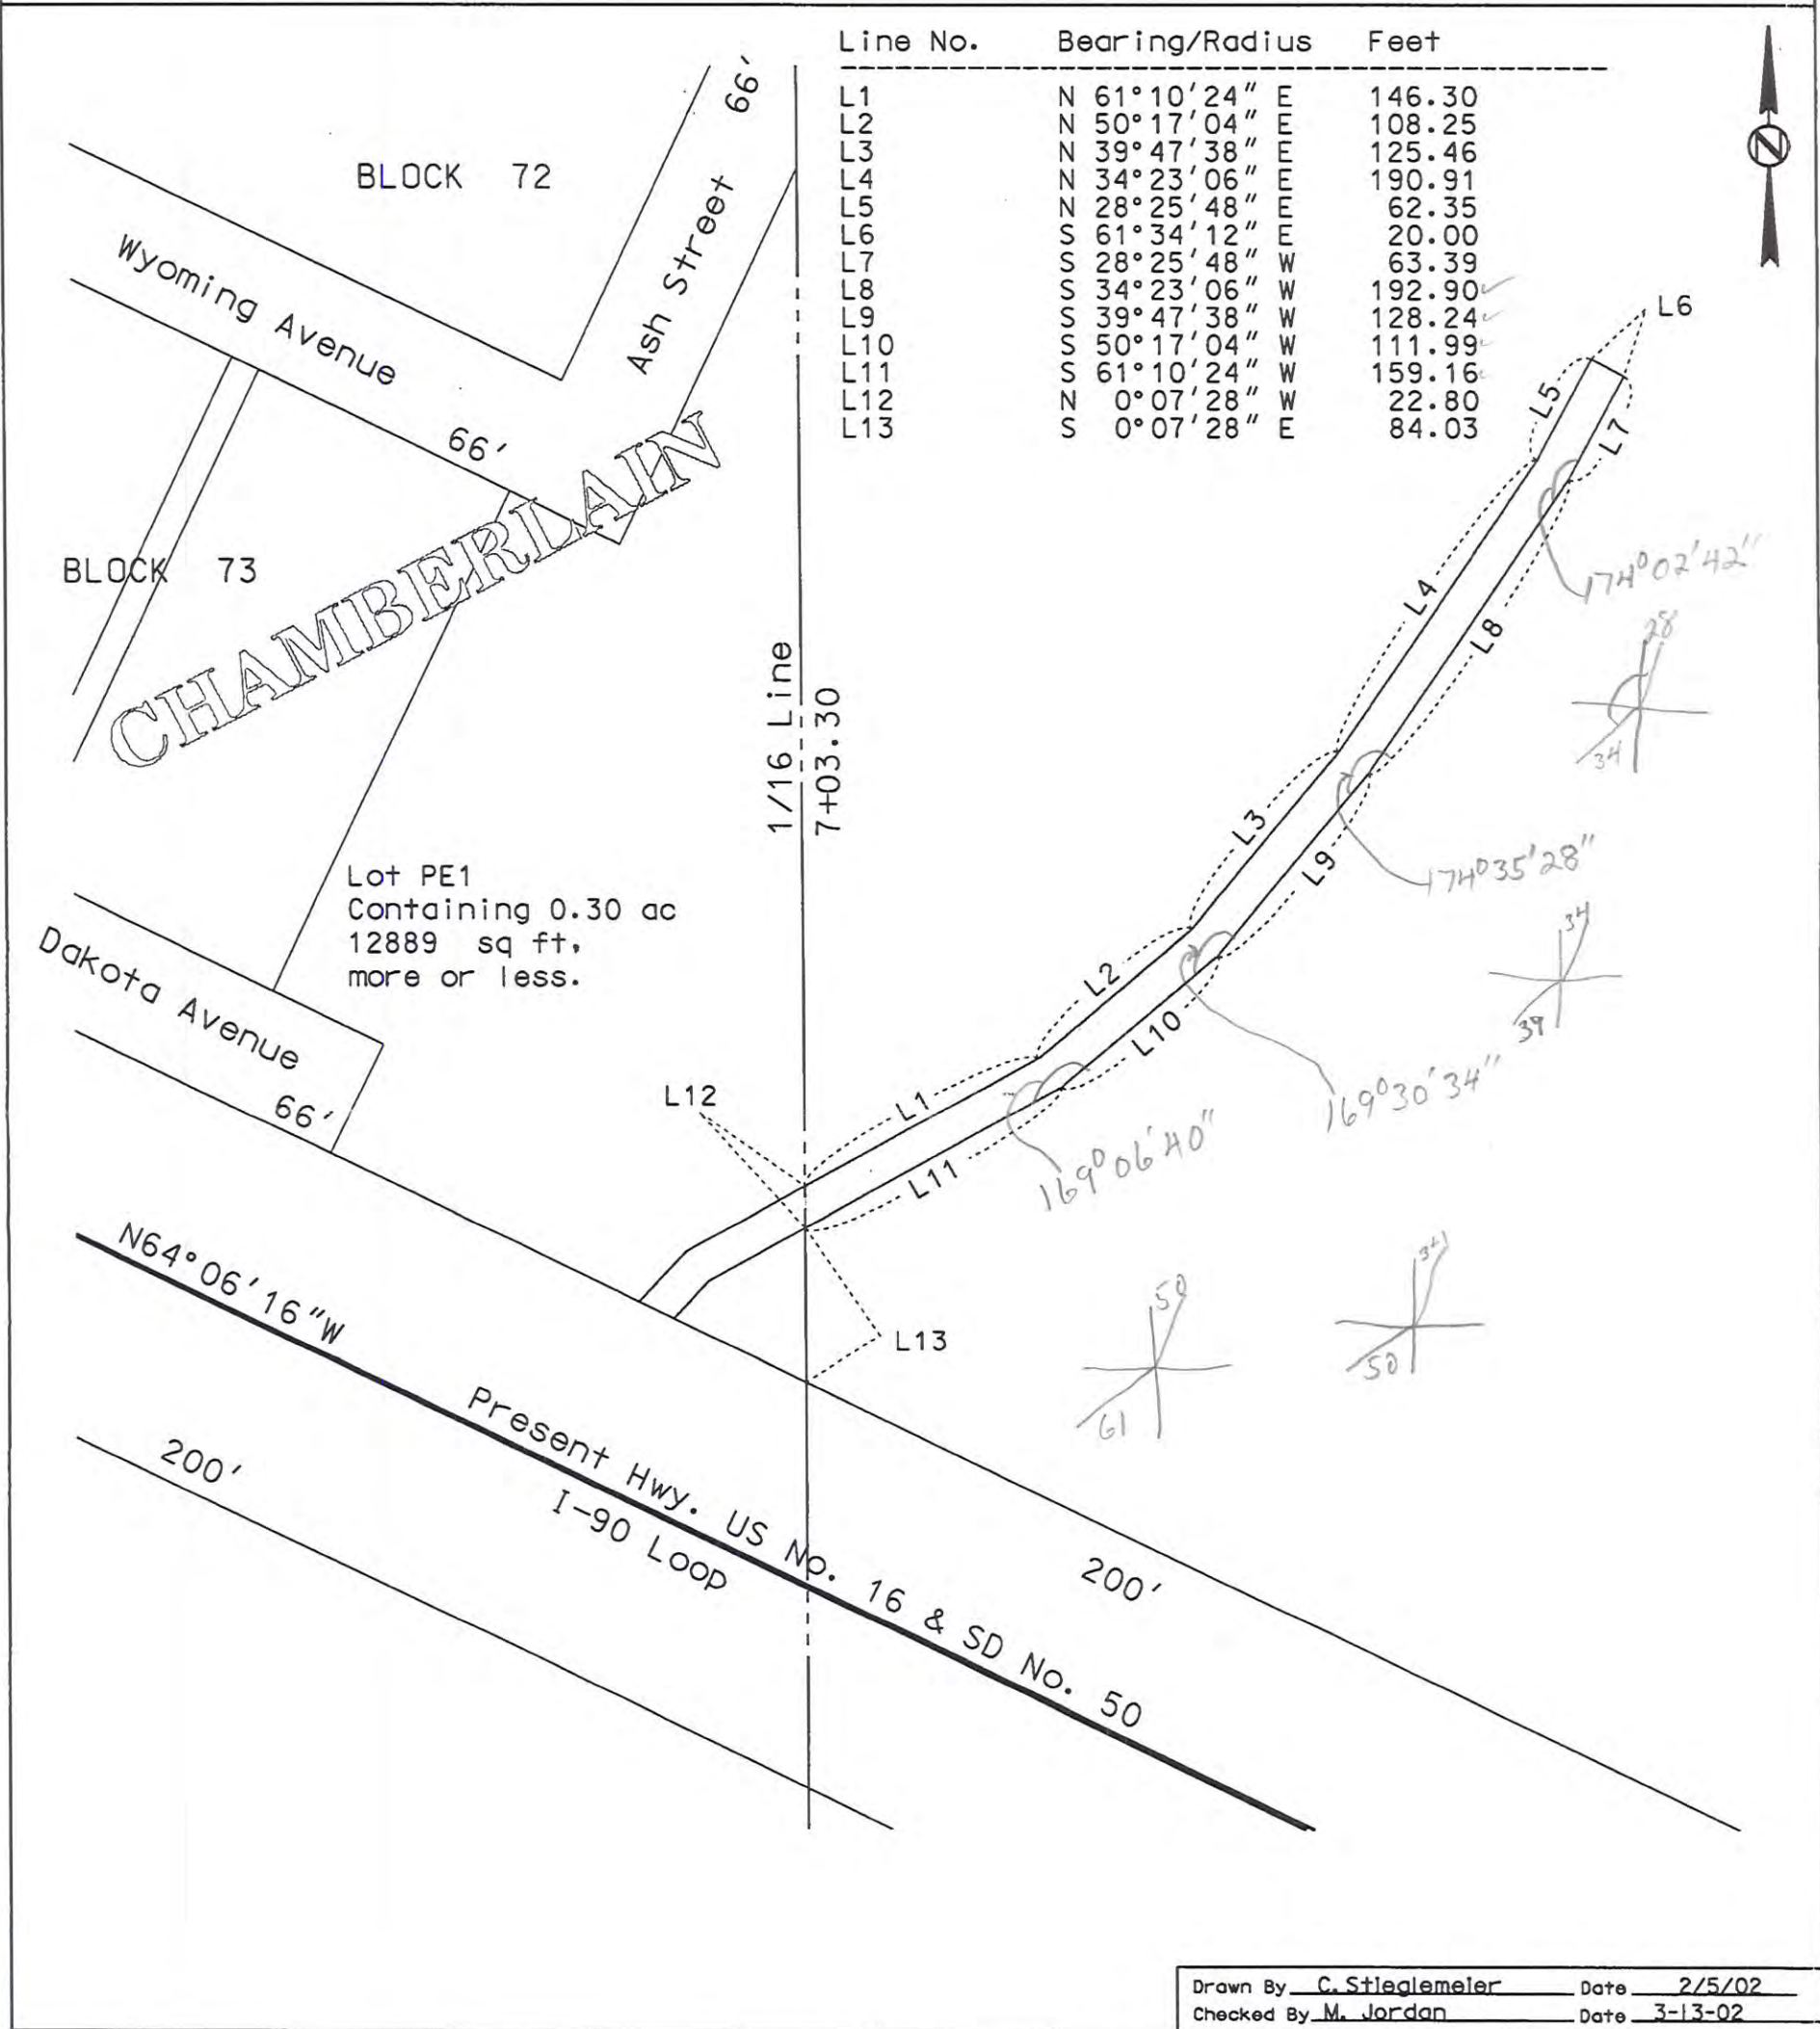 Line No. Bearing/Radius Feet
L1 N 61°10'24" E 146.30
L2 N 50°17'04" E 108.25
L3 N 39°47'38" E 125.46
L4 N 34°23'06" E 190.91
L5 N 28°25'48" E 62.35
L6 S 61°34'12" E 20.00
L7 S 28°25'48" W 63.39
L8 S 34°23'06" W 192.90
L9 S 39°47'38" W 128.24
L10 S 50°17'04" W 111.99
L11 S 61°10'24" W 159.16
L12 N 0°07'28" W 22.80
L13 S 0°07'28" E 84.03
N
66'
BLOCK 72
Ash Street
Wyoming Avenue
66'
BLOCK 73
CHAMBERLAIN
1/16 Line
7+03.30
Lot PE1
Containing 0.30 ac
12889 sq ft,
more or less.
Dakota Avenue
66'
L6
L5
L7
L4
L8
L3
L9
L2
L10
L1
L11
L12
L13
174°02'42"
28
34
174°35'28"
34
39
169°30'34"
169°06'40"
50
61
50
N64°06'16"W
Present Hwy. US No. 16 & SD No. 50
I-90 Loop
200'
200'
Drawn By C. Stieglemeier Date 2/5/02
Checked By M. Jordan Date 3-13-02